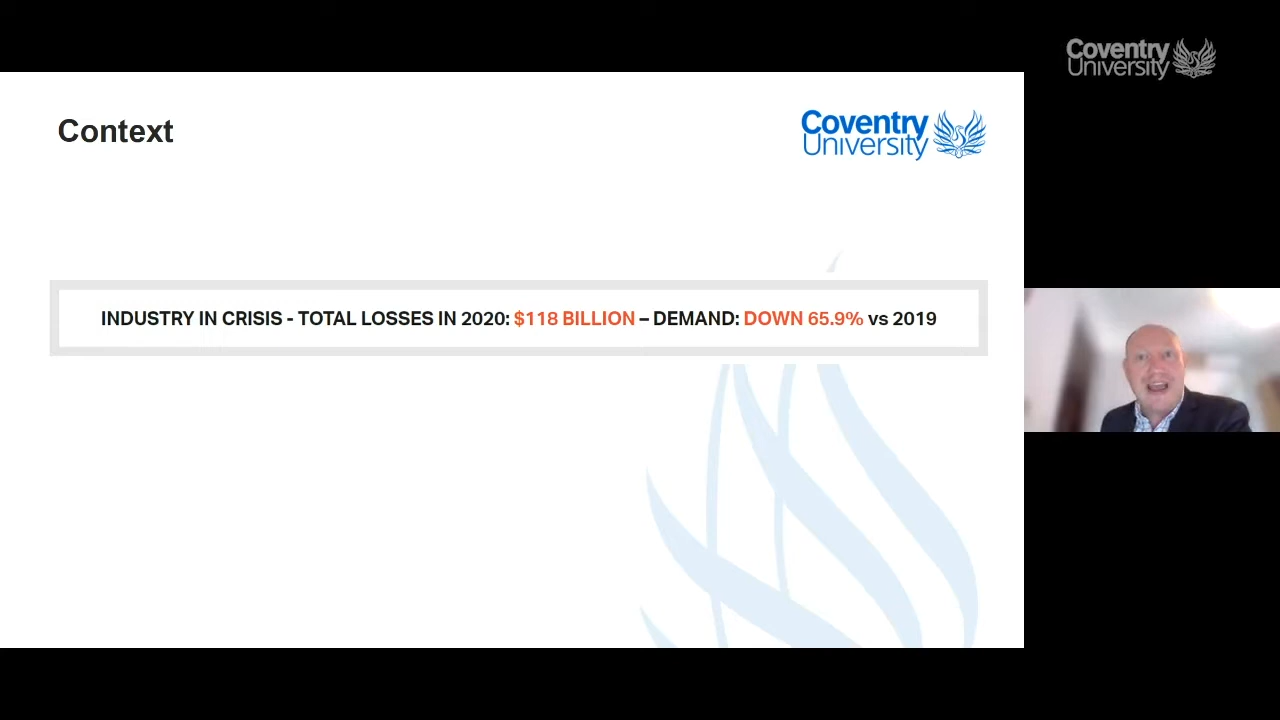 Coventry
University
Context
Coventry
University
INDUSTRY IN CRISIS - TOTAL LOSSES IN 2020: $118 BILLION – DEMAND: DOWN 65.9% vs 2019